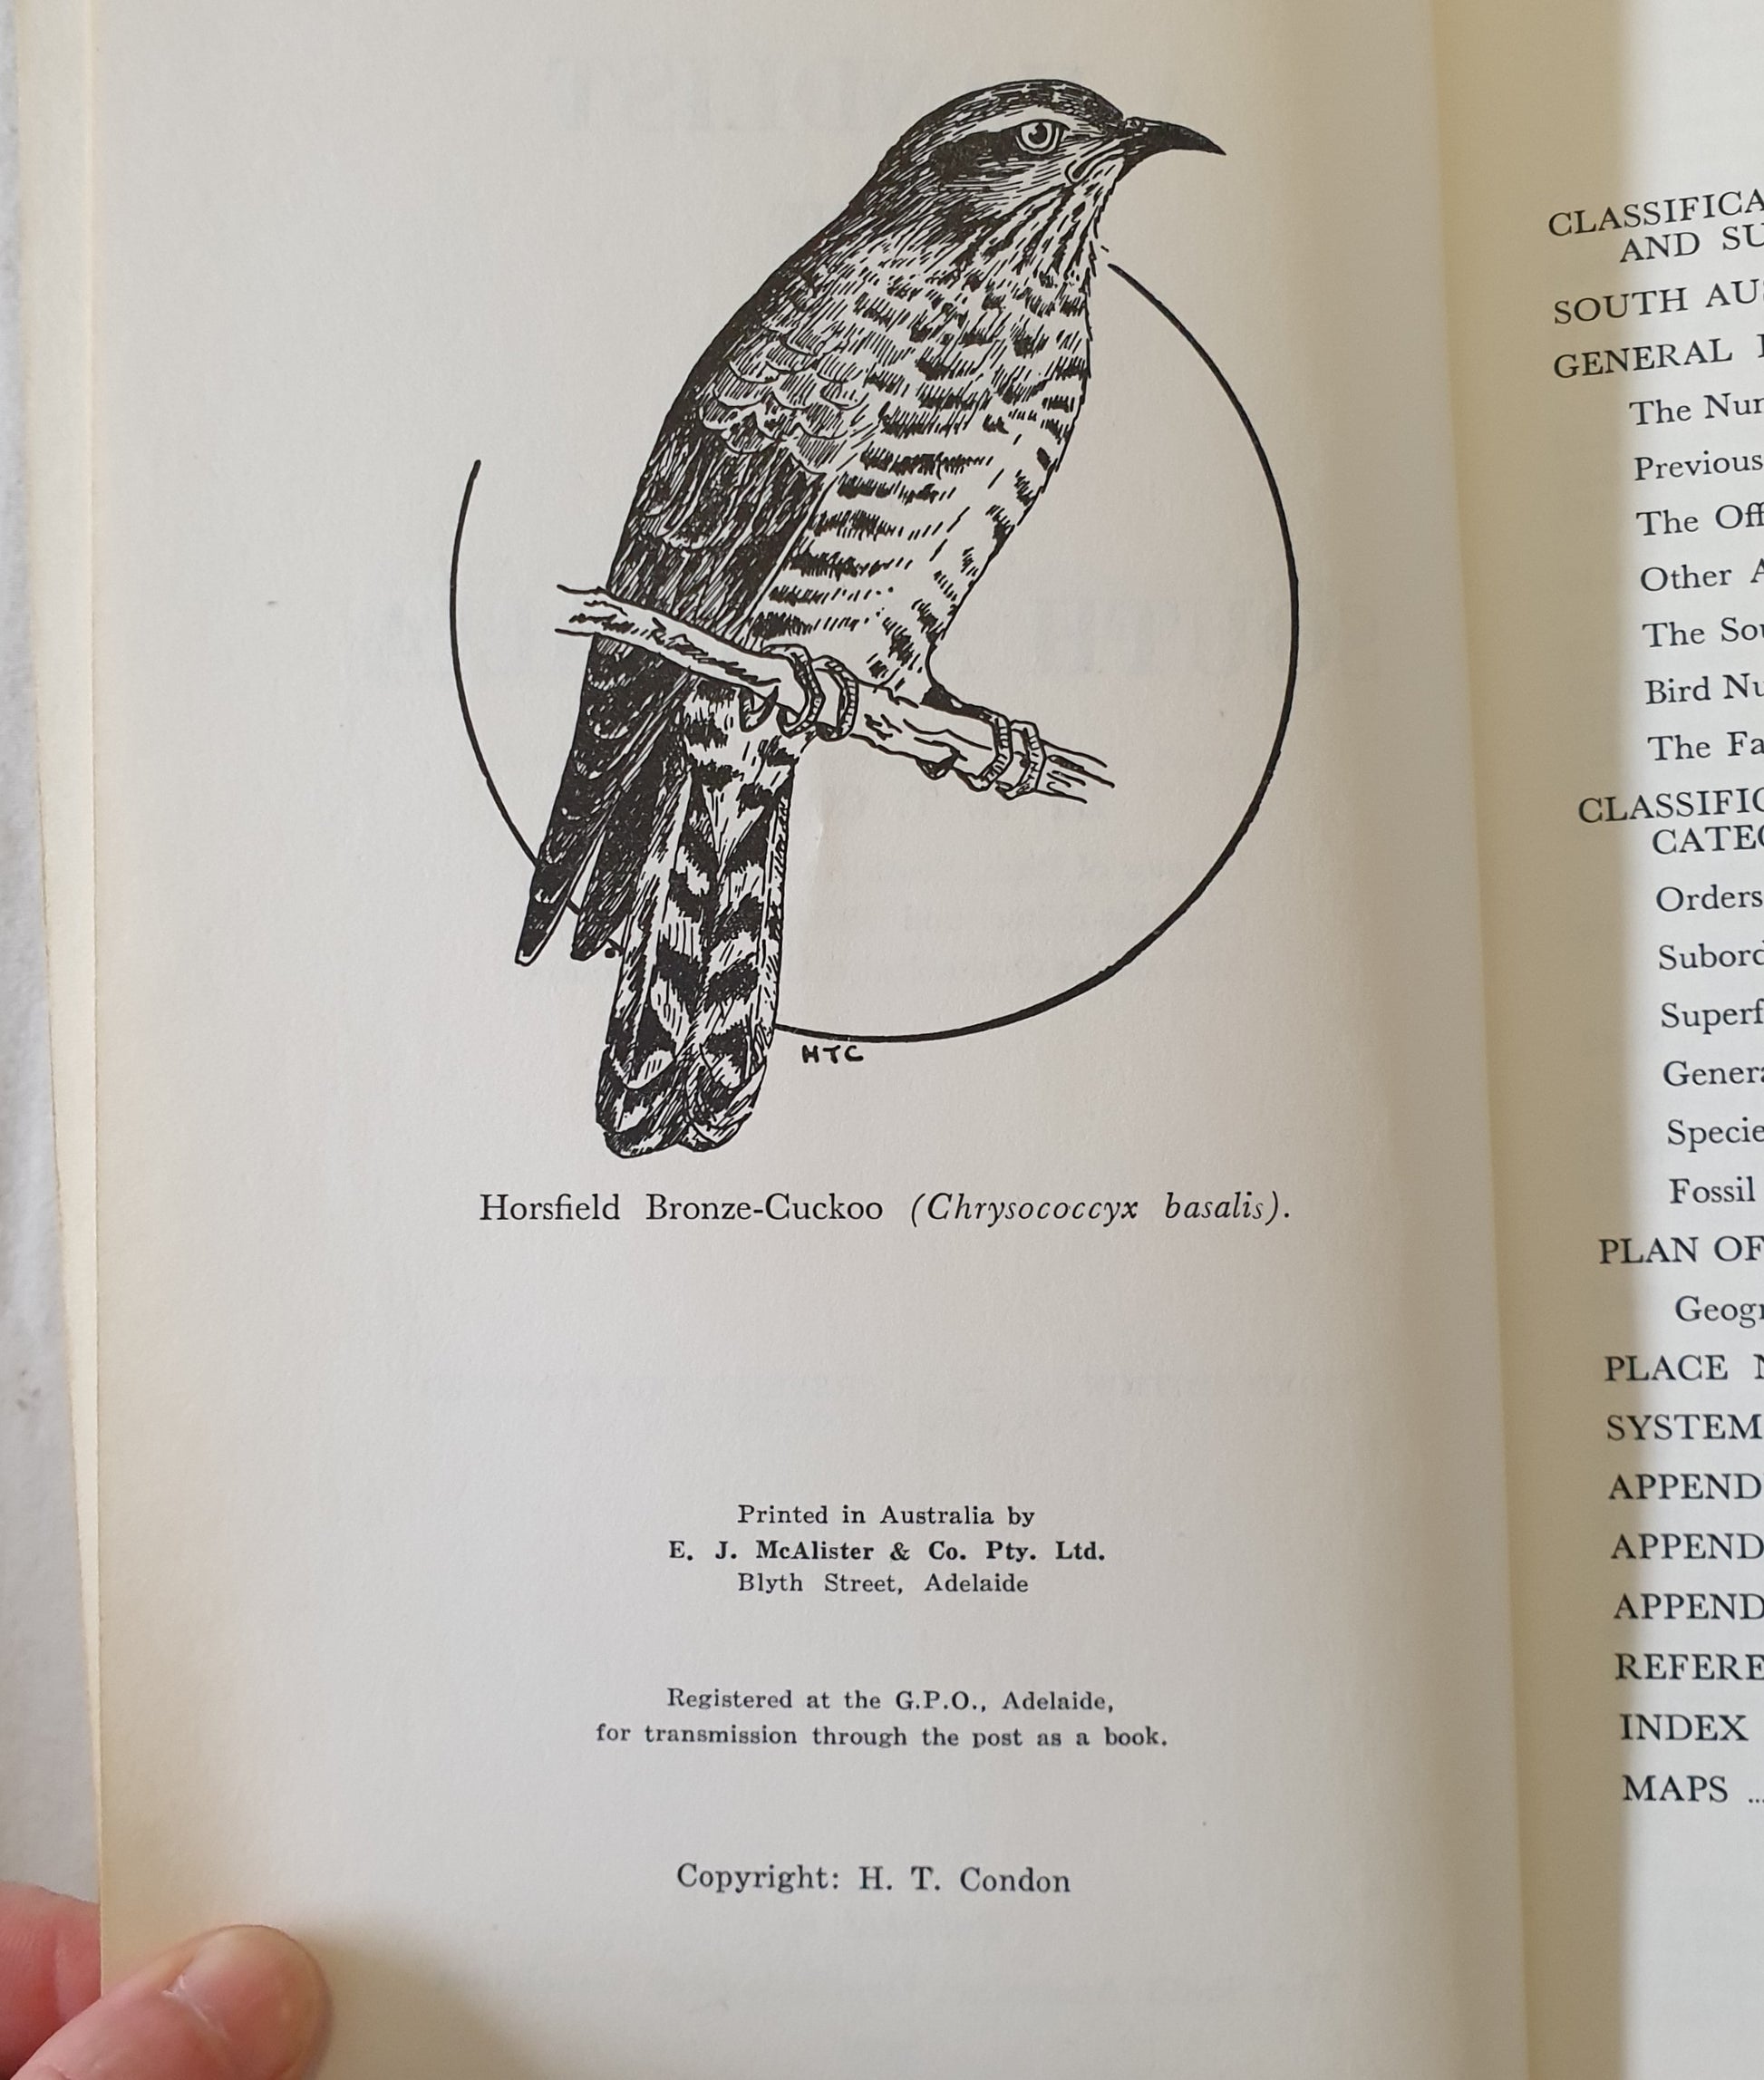 HTC
Horsfield Bronze-Cuckoo (Chrysococcyx basalis).
Printed in Australia by
E. J. McAlister & Co. Pty. Ltd.
Blyth Street, Adelaide
Registered at the G.P.O., Adelaide,
for transmission through the post as a book.
Copyright: H. T. Condon
CLASSIFICA
AND SU
SOUTH AUS
GENERAL
The Nu
Previous
The Off
Other A
The Sou
Bird Nu
The Fa
CLASSIFIC
CATEG
Orders
Subord
Superf
Genera
Specie
Fossil
PLAN OF
Geogr
PLACE N
SYSTEM
APPEND
APPEND
APPEND
REFERE
INDEX
MAPS ...